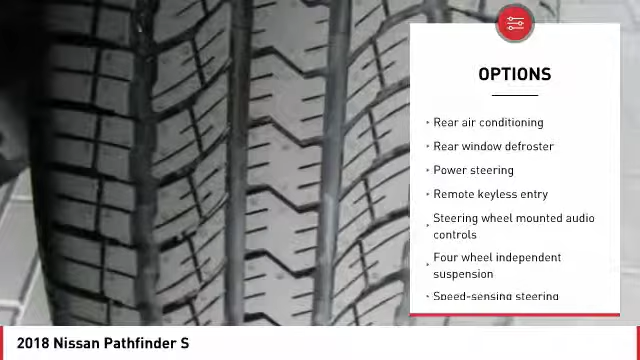 OPTIONS
Rear air conditioning
Rear window defroster
Power steering
Remote keyless entry
Steering wheel mounted audio
controls
Four wheel independent
suspension
Speed-sensing steering
2018 Nissan Pathfinder S